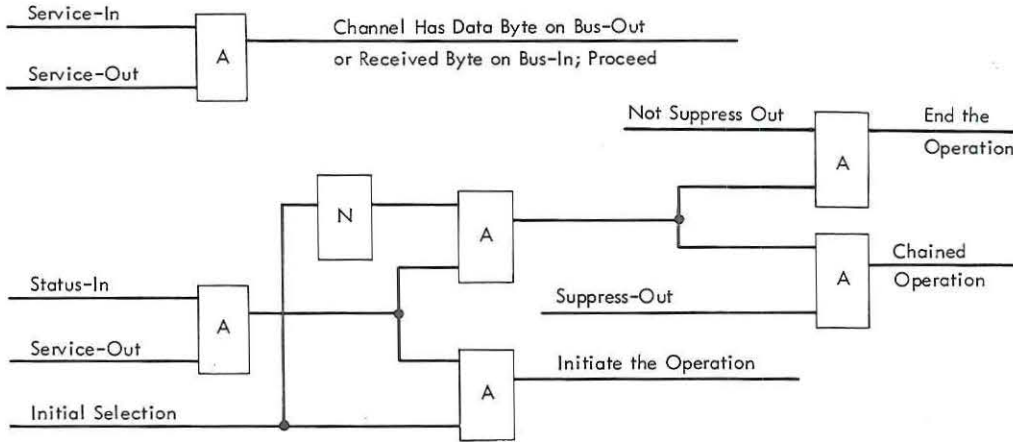 Service-In
A
Channel Has Data Byte on Bus-Out
or Received Byte on Bus-In; Proceed
Service-Out
Not Suppress Out
A
End the
Operation
N
A
Status-In
A
Service-Out
Suppress-Out
A
Chained
Operation
Initiate the Operation
A
Initial Selection